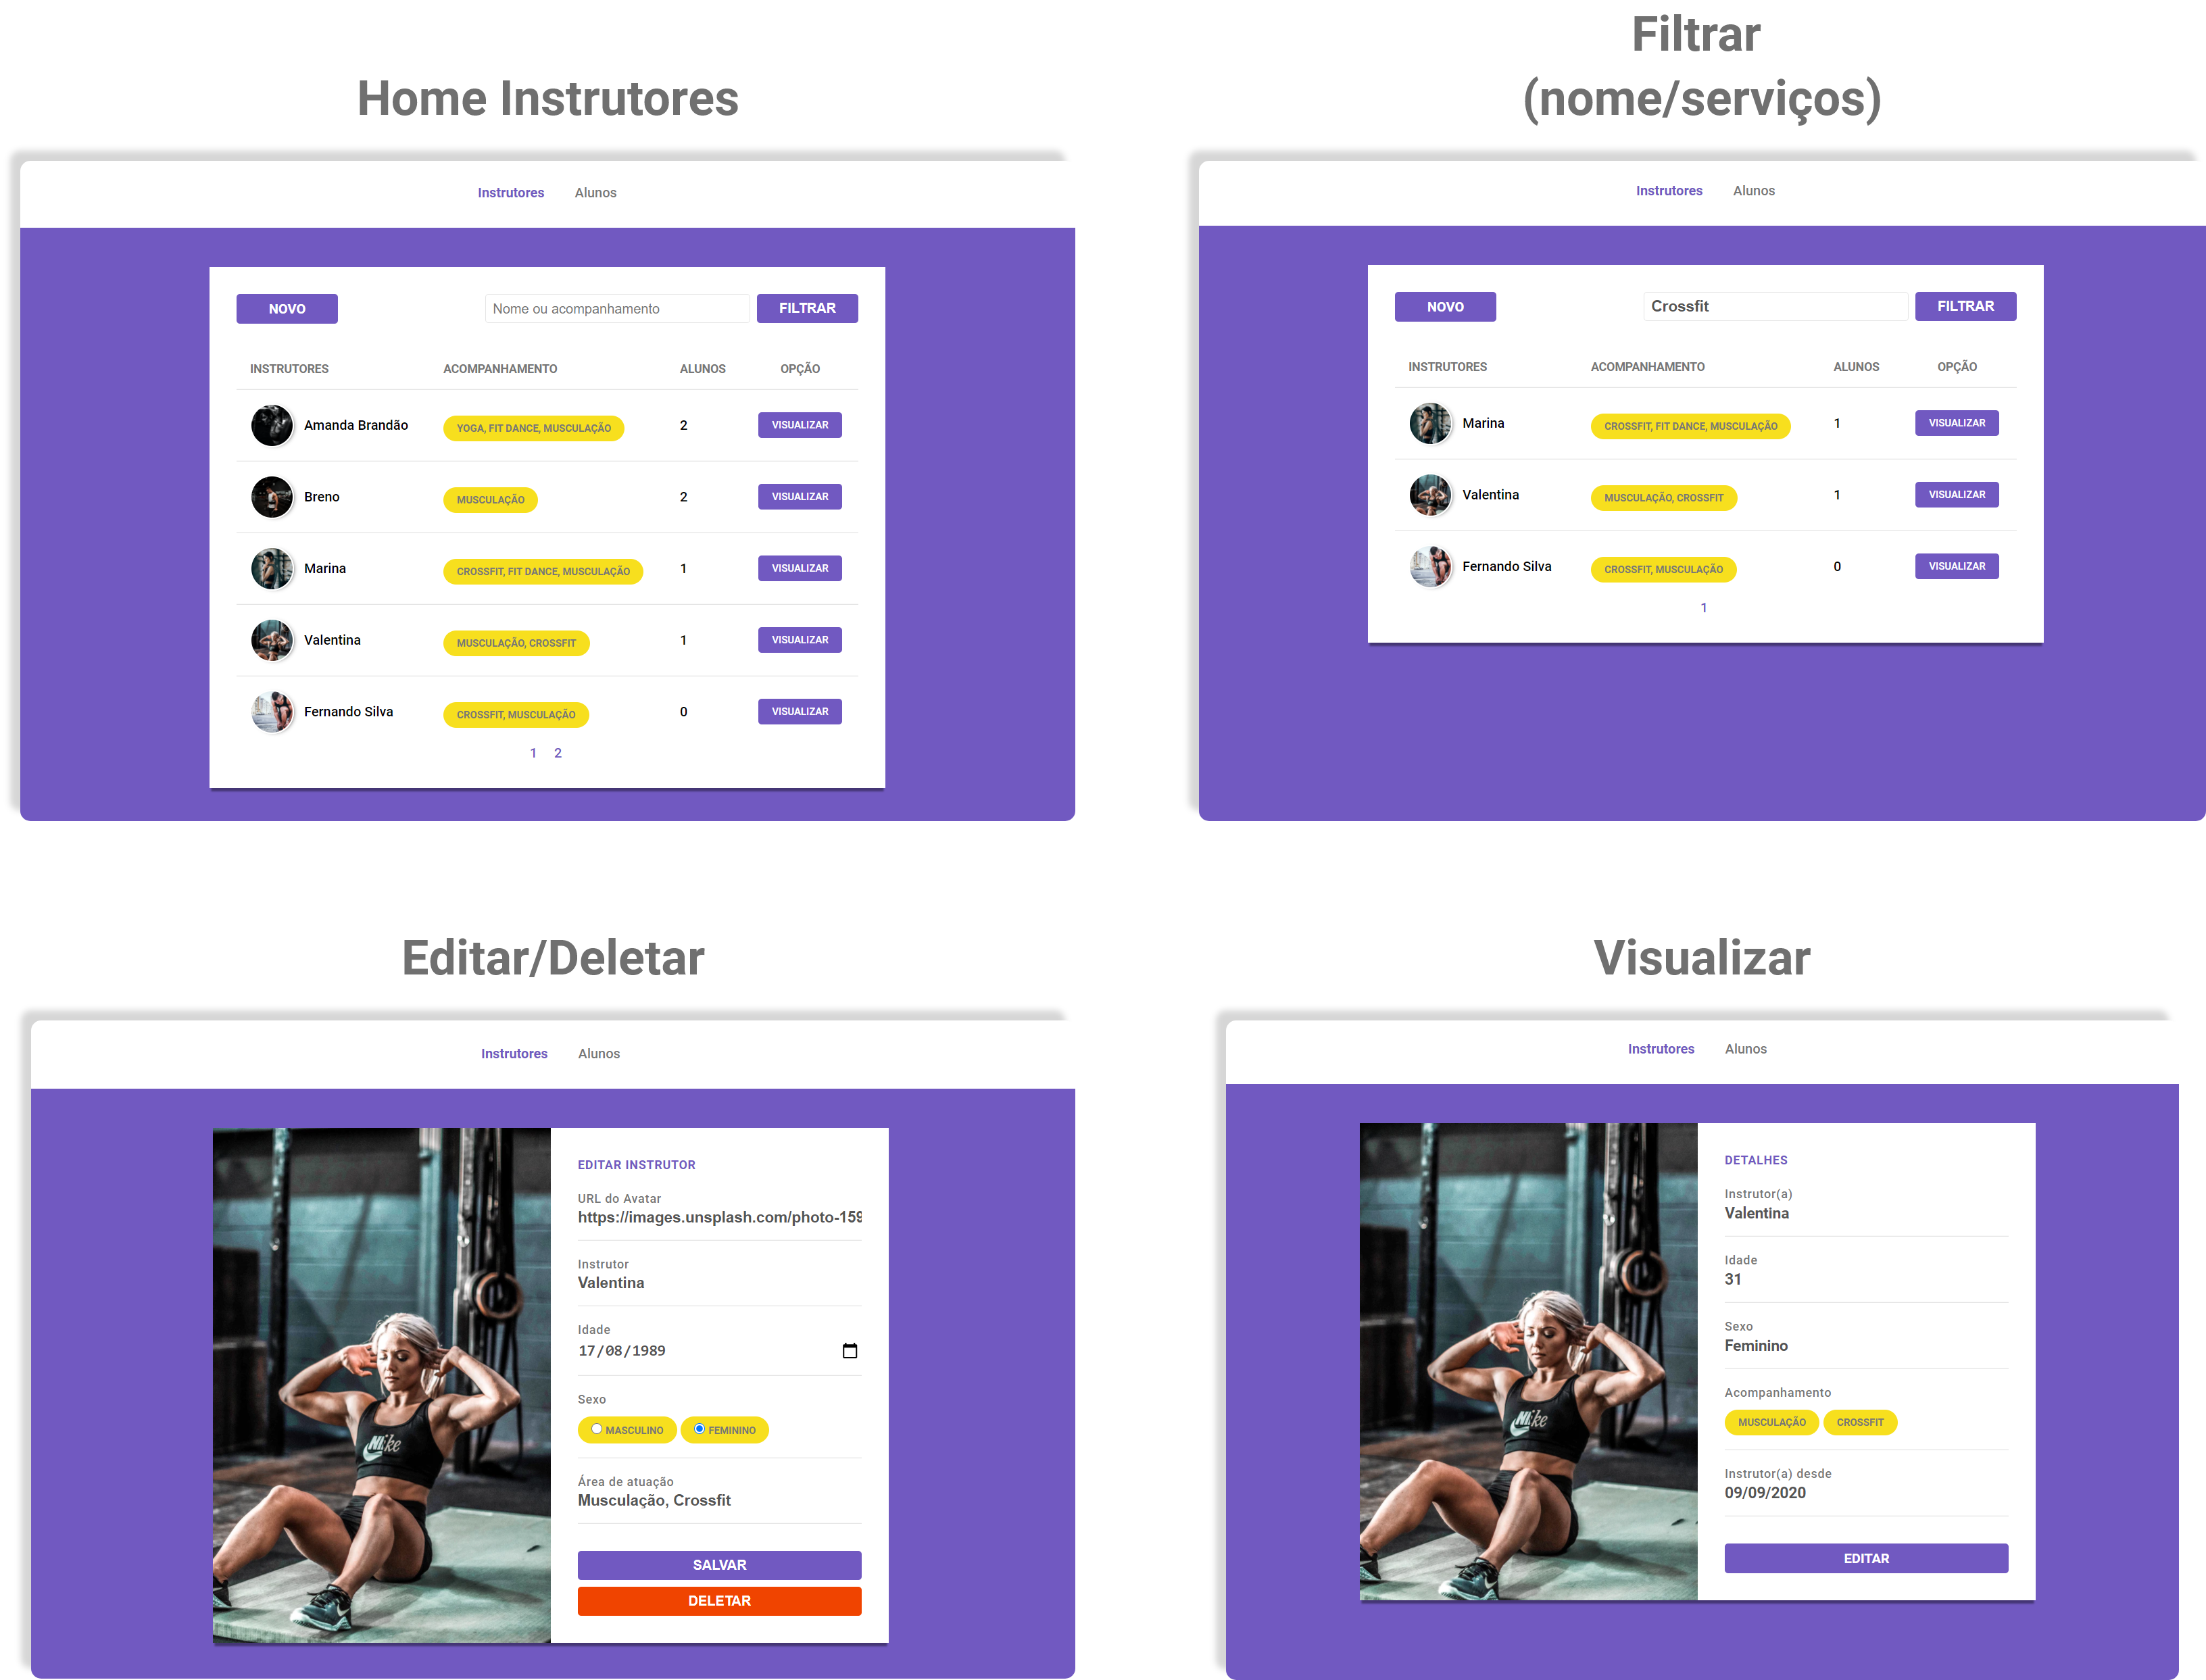 Home Instrutores
Instrutores Alunos
NOVO Nome ou acompanhamento FILTRAR
INSTRUTORES ACOMPANHAMENTO ALUNOS OPÇÃO
Amanda Brandão YOGA, FIT DANCE, MUSCULAÇÃO 2 VISUALIZAR
Breno MUSCULAÇÃO 2 VISUALIZAR
Marina CROSSFIT, FIT DANCE, MUSCULAÇÃO 1 VISUALIZAR
Valentina MUSCULAÇÃO, CROSSFIT 1 VISUALIZAR
Fernando Silva CROSSFIT, MUSCULAÇÃO 0 VISUALIZAR
1 2
Filtrar
(nome/serviços)
Instrutores Alunos
NOVO Crossfit FILTRAR
INSTRUTORES ACOMPANHAMENTO ALUNOS OPÇÃO
Marina CROSSFIT, FIT DANCE, MUSCULAÇÃO 1 VISUALIZAR
Valentina MUSCULAÇÃO, CROSSFIT 1 VISUALIZAR
Fernando Silva CROSSFIT, MUSCULAÇÃO 0 VISUALIZAR
1
Editar/Deletar
Instrutores Alunos
Nike
EDITAR INSTRUTOR
URL do Avatar
https://images.unsplash.com/photo-159
Instrutor
Valentina
Idade
17/08/1989
Sexo
MASCULINO FEMININO
Área de atuação
Musculação, Crossfit
SALVAR
DELETAR
Visualizar
Instrutores Alunos
Nike
DETALHES
Instrutor(a)
Valentina
Idade
31
Sexo
Feminino
Acompanhamento
MUSCULAÇÃO CROSSFIT
Instrutor(a) desde
09/09/2020
EDITAR